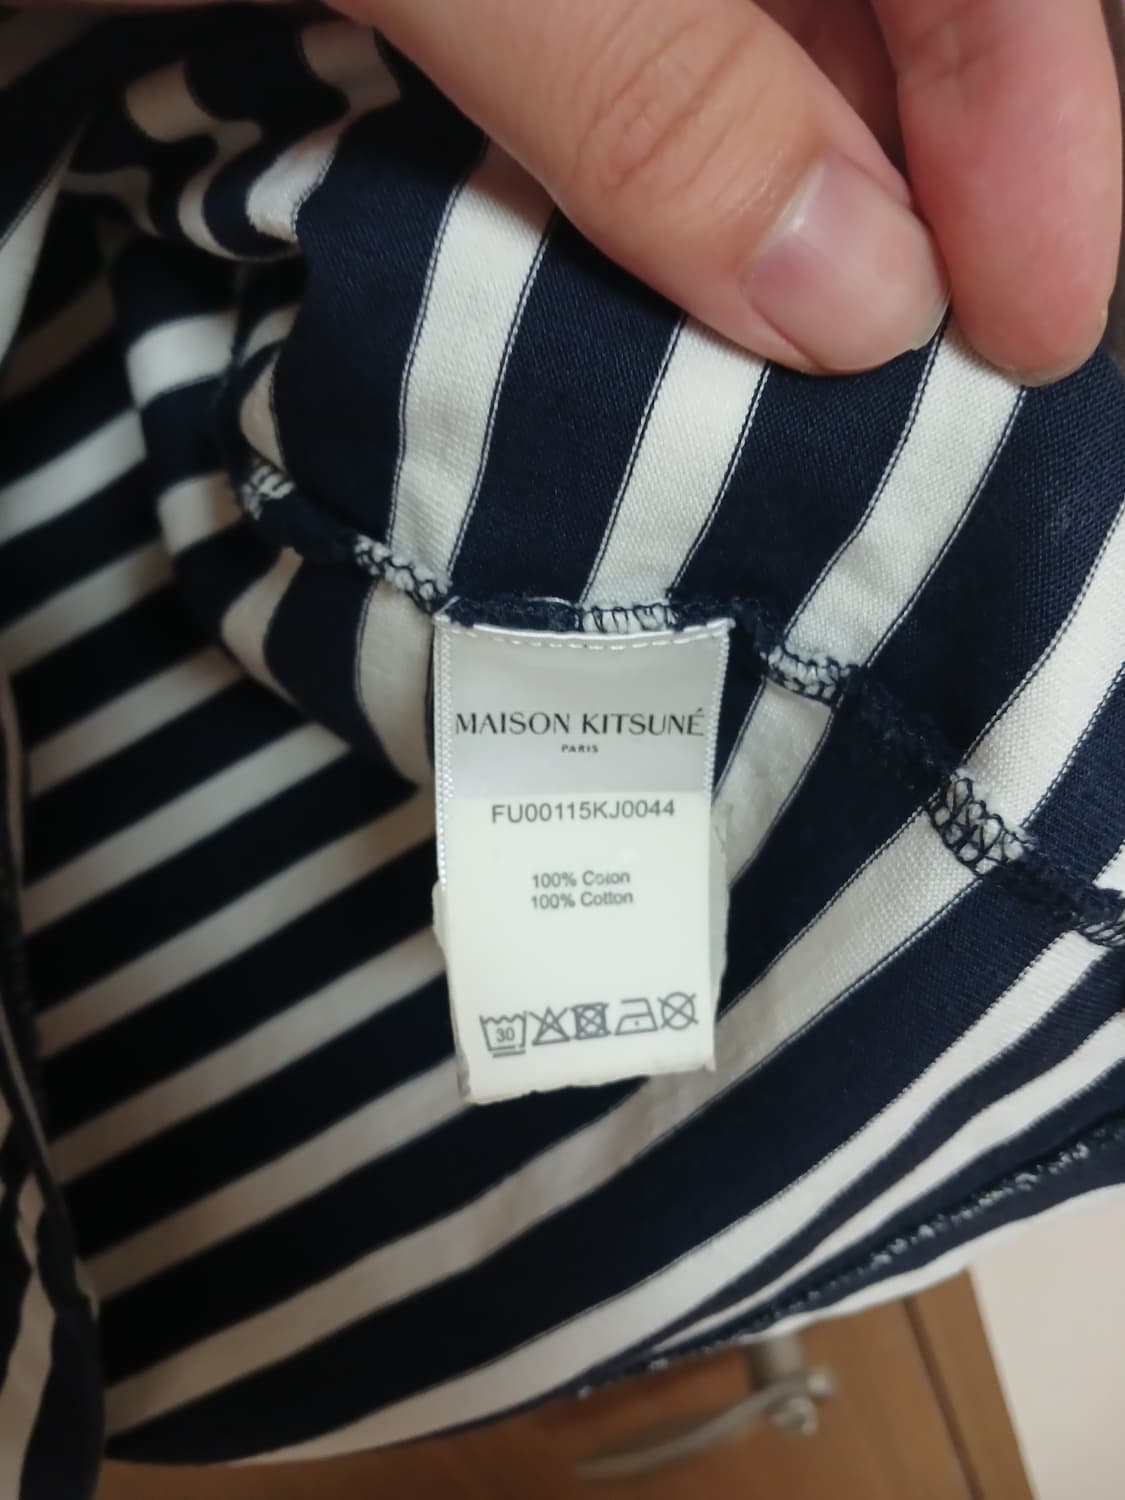 MAISON KITSUNÉ
PARIS
FU00115KJ0044
100% Coton
100% Cotton
30